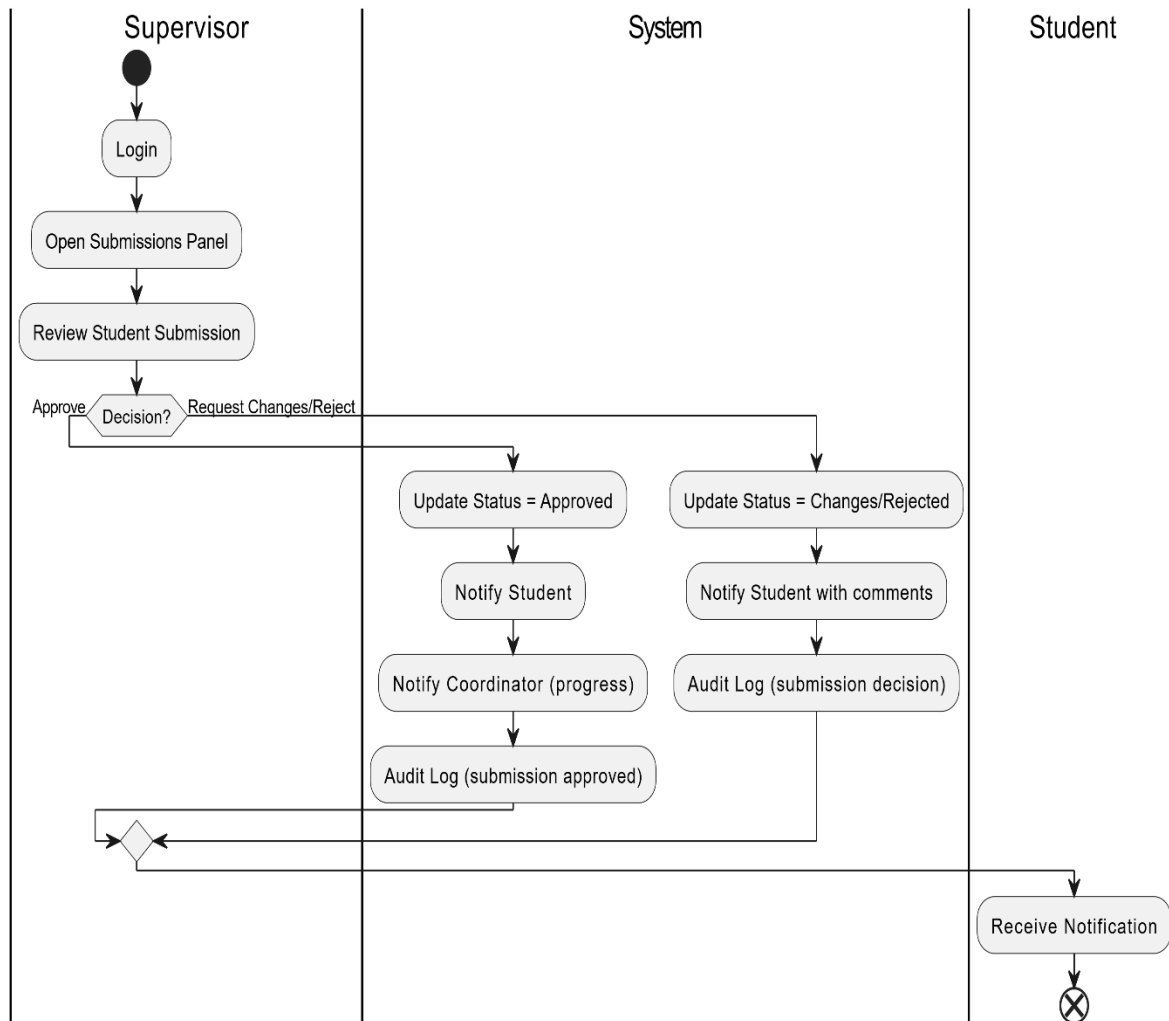 Supervisor
System
Student
Login
Open Submissions Panel
Review Student Submission
Approve
Decision?
Request Changes/Reject
Update Status = Approved
Update Status = Changes/Rejected
Notify Student
Notify Student with comments
Notify Coordinator (progress)
Audit Log (submission decision)
Audit Log (submission approved)
Receive Notification